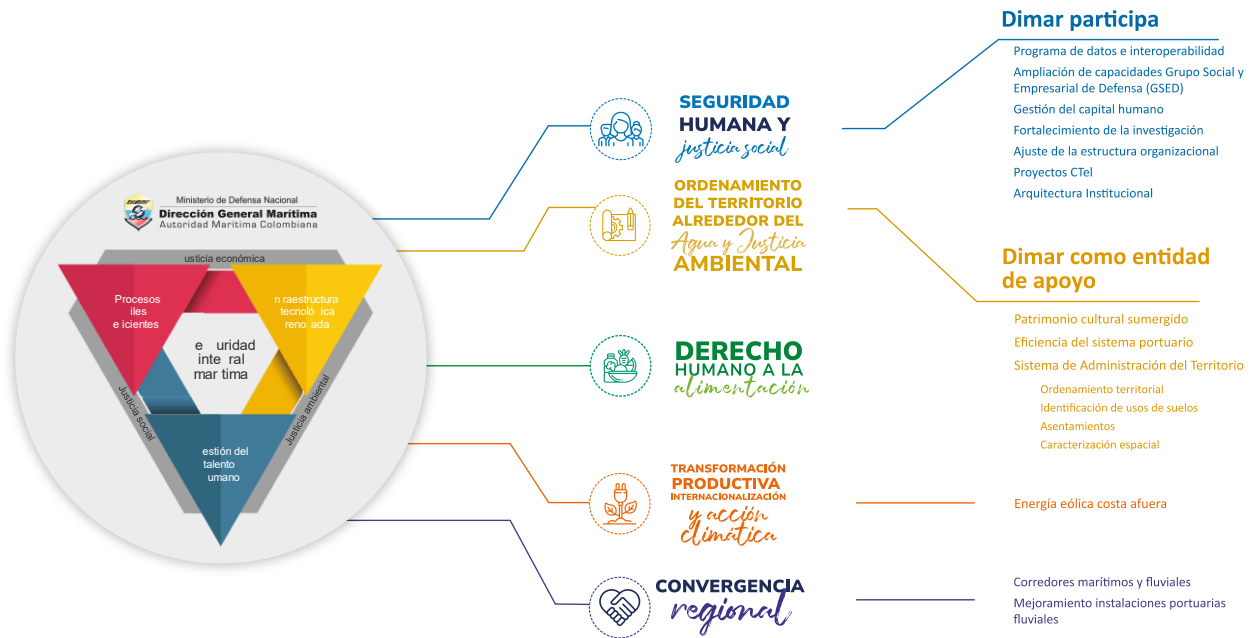 Ministerio de Defensa Nacional
Dirección General Marítima
Autoridad Marítima Colombiana
usticia económica
Procesos
iles
e icientes
n raestructura
tecnoló ica
reno ada
e uridad
inte ral
mar tima
Justicia social
Justicia ambiental
estión del
talento
umano
SEGURIDAD
HUMANA Y
justicia social
ORDENAMIENTO
DEL TERRITORIO
ALREDEDOR DEL
Agua y Justicia
AMBIENTAL
DERECHO
HUMANO A LA
alimentación
TRANSFORMACIÓN
PRODUCTIVA
INTERNACIONALIZACIÓN
y acción
climática
CONVERGENCIA
regional
Dimar participa
Programa de datos e interoperabilidad
Ampliación de capacidades Grupo Social y
Empresarial de Defensa (GSED)
Gestión del capital humano
Fortalecimiento de la investigación
Ajuste de la estructura organizacional
Proyectos CTeI
Arquitectura Institucional
Dimar como entidad
de apoyo
Patrimonio cultural sumergido
Eficiencia del sistema portuario
Sistema de Administración del Territorio
Ordenamiento territorial
Identificación de usos de suelos
Asentamientos
Caracterización espacial
Energía eólica costa afuera
Corredores marítimos y fluviales
Mejoramiento instalaciones portuarias
fluviales